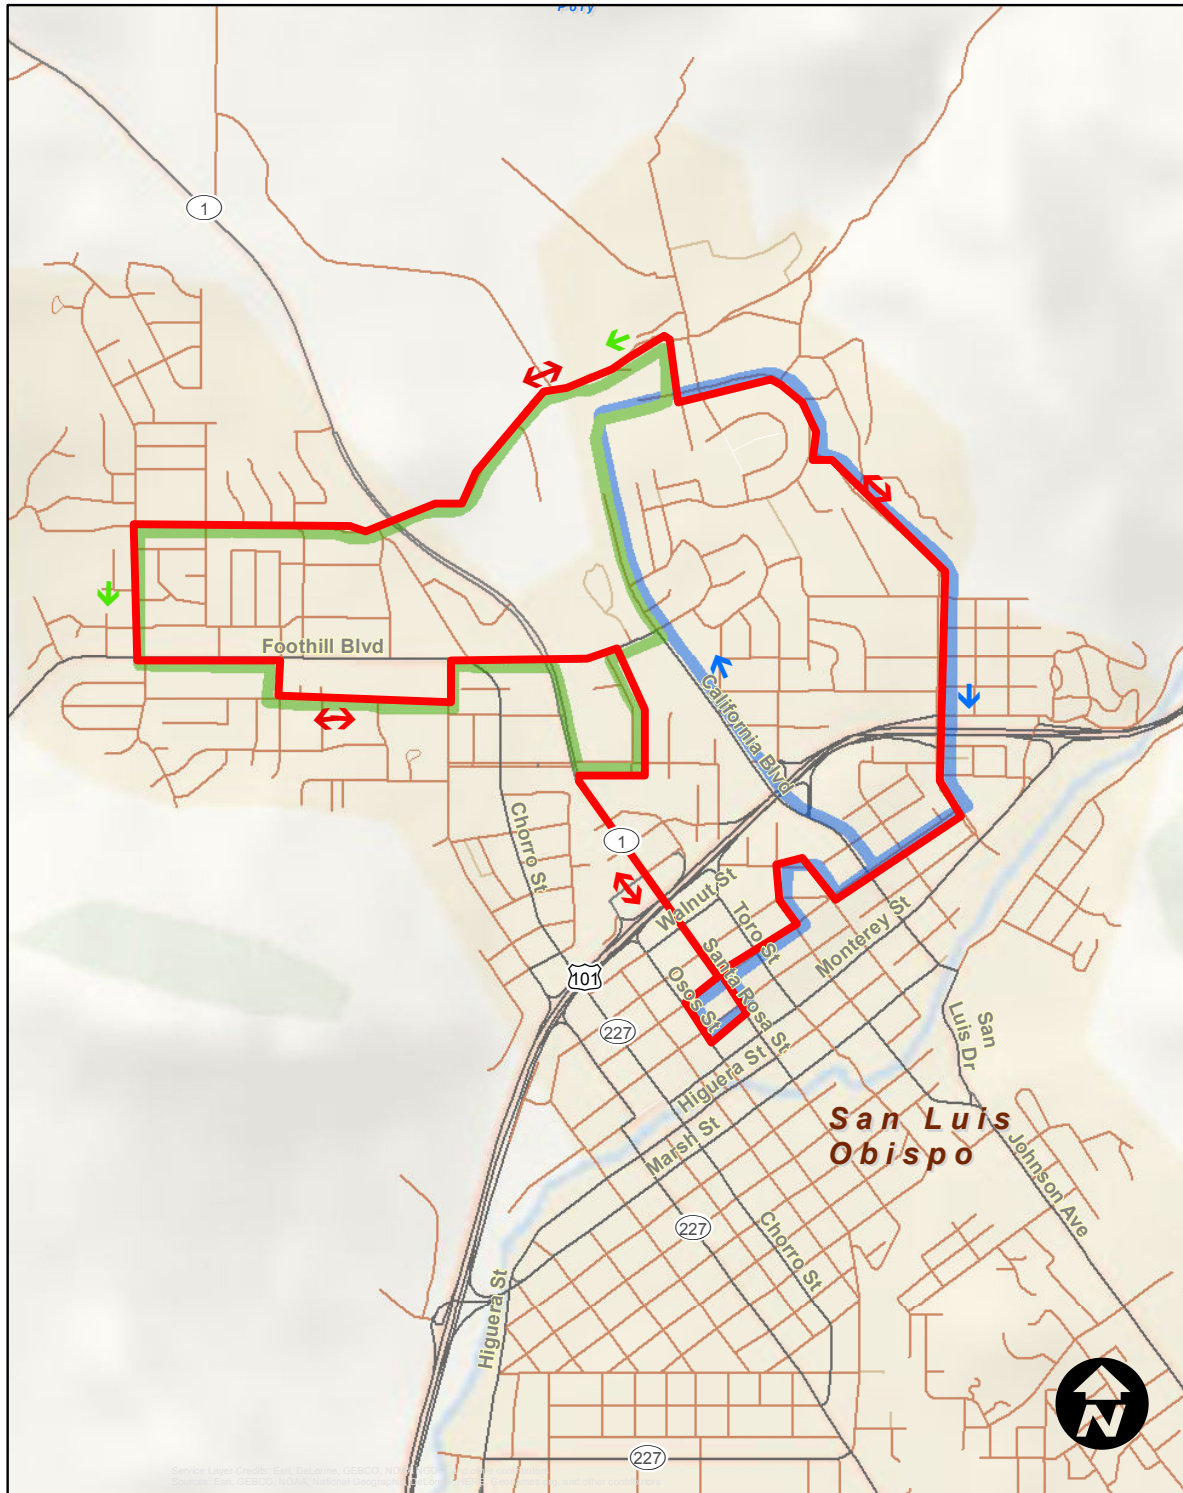 Poly
1
Foothill Blvd
California Blvd
Chorro St
1
Walnut St
Toro St
Monterey St
Santa Rosa St
Osos St
101
227
San
Luis Dr
Higuera St
Marsh St
San Luis
Obispo
Johnson Ave
227
Chorro St
Higuera St
N
227